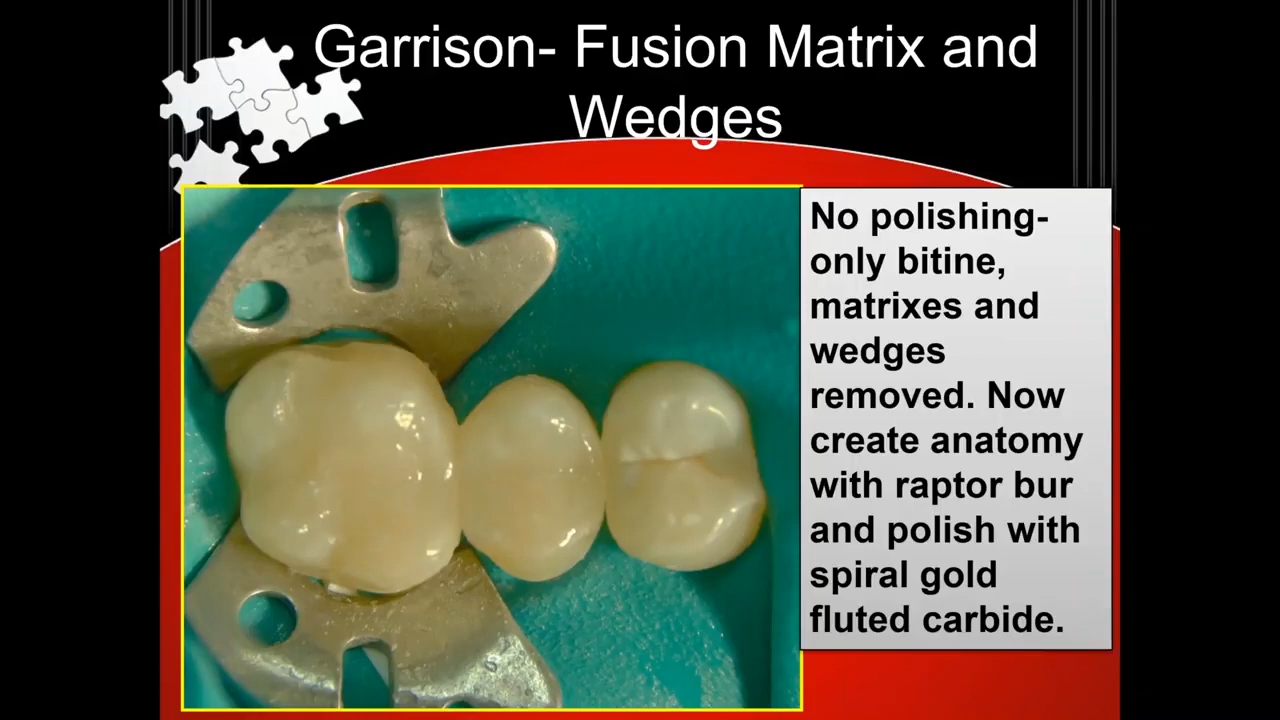 Garrison- Fusion Matrix and
Wedges
No polishing-
only bitine,
matrixes and
wedges
removed. Now
create anatomy
with raptor bur
and polish with
spiral gold
fluted carbide.